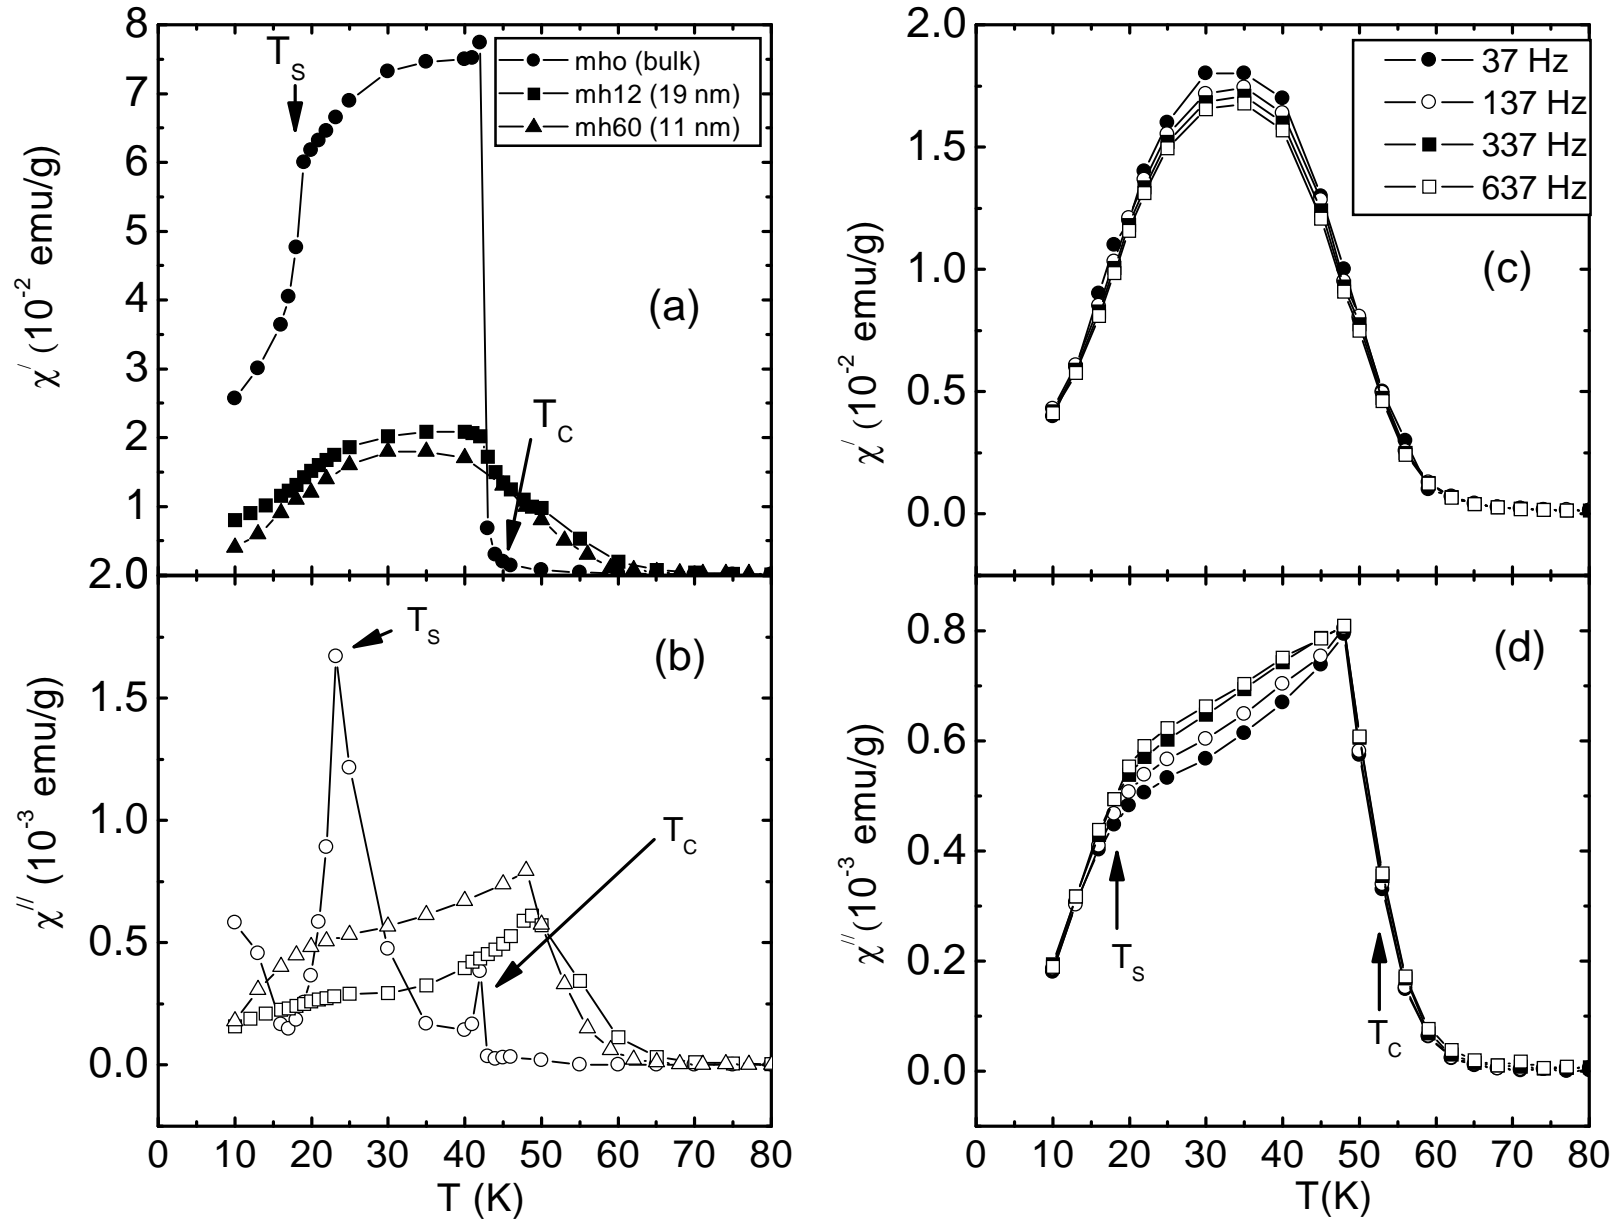 8
7
6
5
4
3
2
1
2.0
χ′ (10⁻² emu/g)
T_S
mho (bulk)
mh12 (19 nm)
mh60 (11 nm)
(a)
T_C
1.5
1.0
0.5
0.0
χ″ (10⁻³ emu/g)
T_S
(b)
T_C
0 10 20 30 40 50 60 70 80
T (K)
2.0
1.5
1.0
0.5
0.0
χ′ (10⁻² emu/g)
37 Hz
137 Hz
337 Hz
637 Hz
(c)
0.8
0.6
0.4
0.2
0.0
χ″ (10⁻³ emu/g)
(d)
T_S
T_C
0 10 20 30 40 50 60 70 80
T(K)